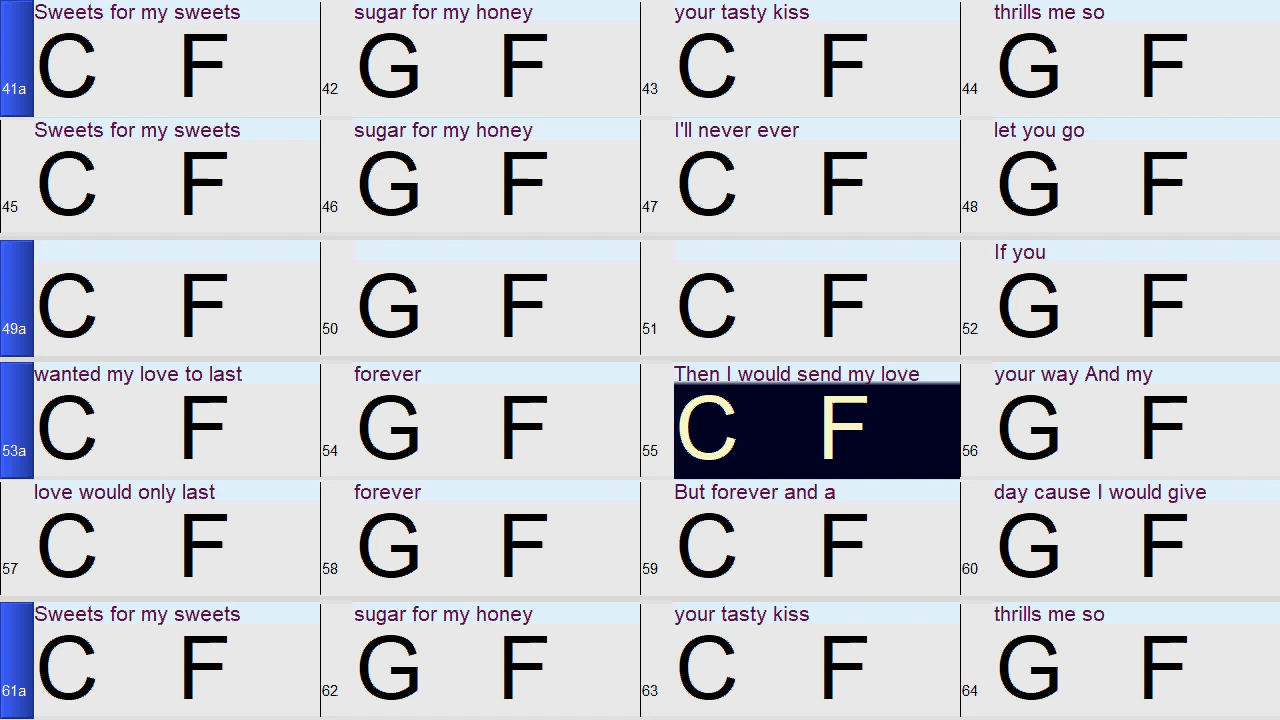 Sweets for my sweets sugar for my honey your tasty kiss thrills me so
41a C F 42 G F 43 C F 44 G F
Sweets for my sweets sugar for my honey I'll never ever let you go
45 C F 46 G F 47 C F 48 G F
If you
49a C F 50 G F 51 C F 52 G F
wanted my love to last forever Then I would send my love your way And my
53a C F 54 G F 55 C F 56 G F
love would only last forever But forever and a day cause I would give
57 C F 58 G F 59 C F 60 G F
Sweets for my sweets sugar for my honey your tasty kiss thrills me so
61a C F 62 G F 63 C F 64 G F